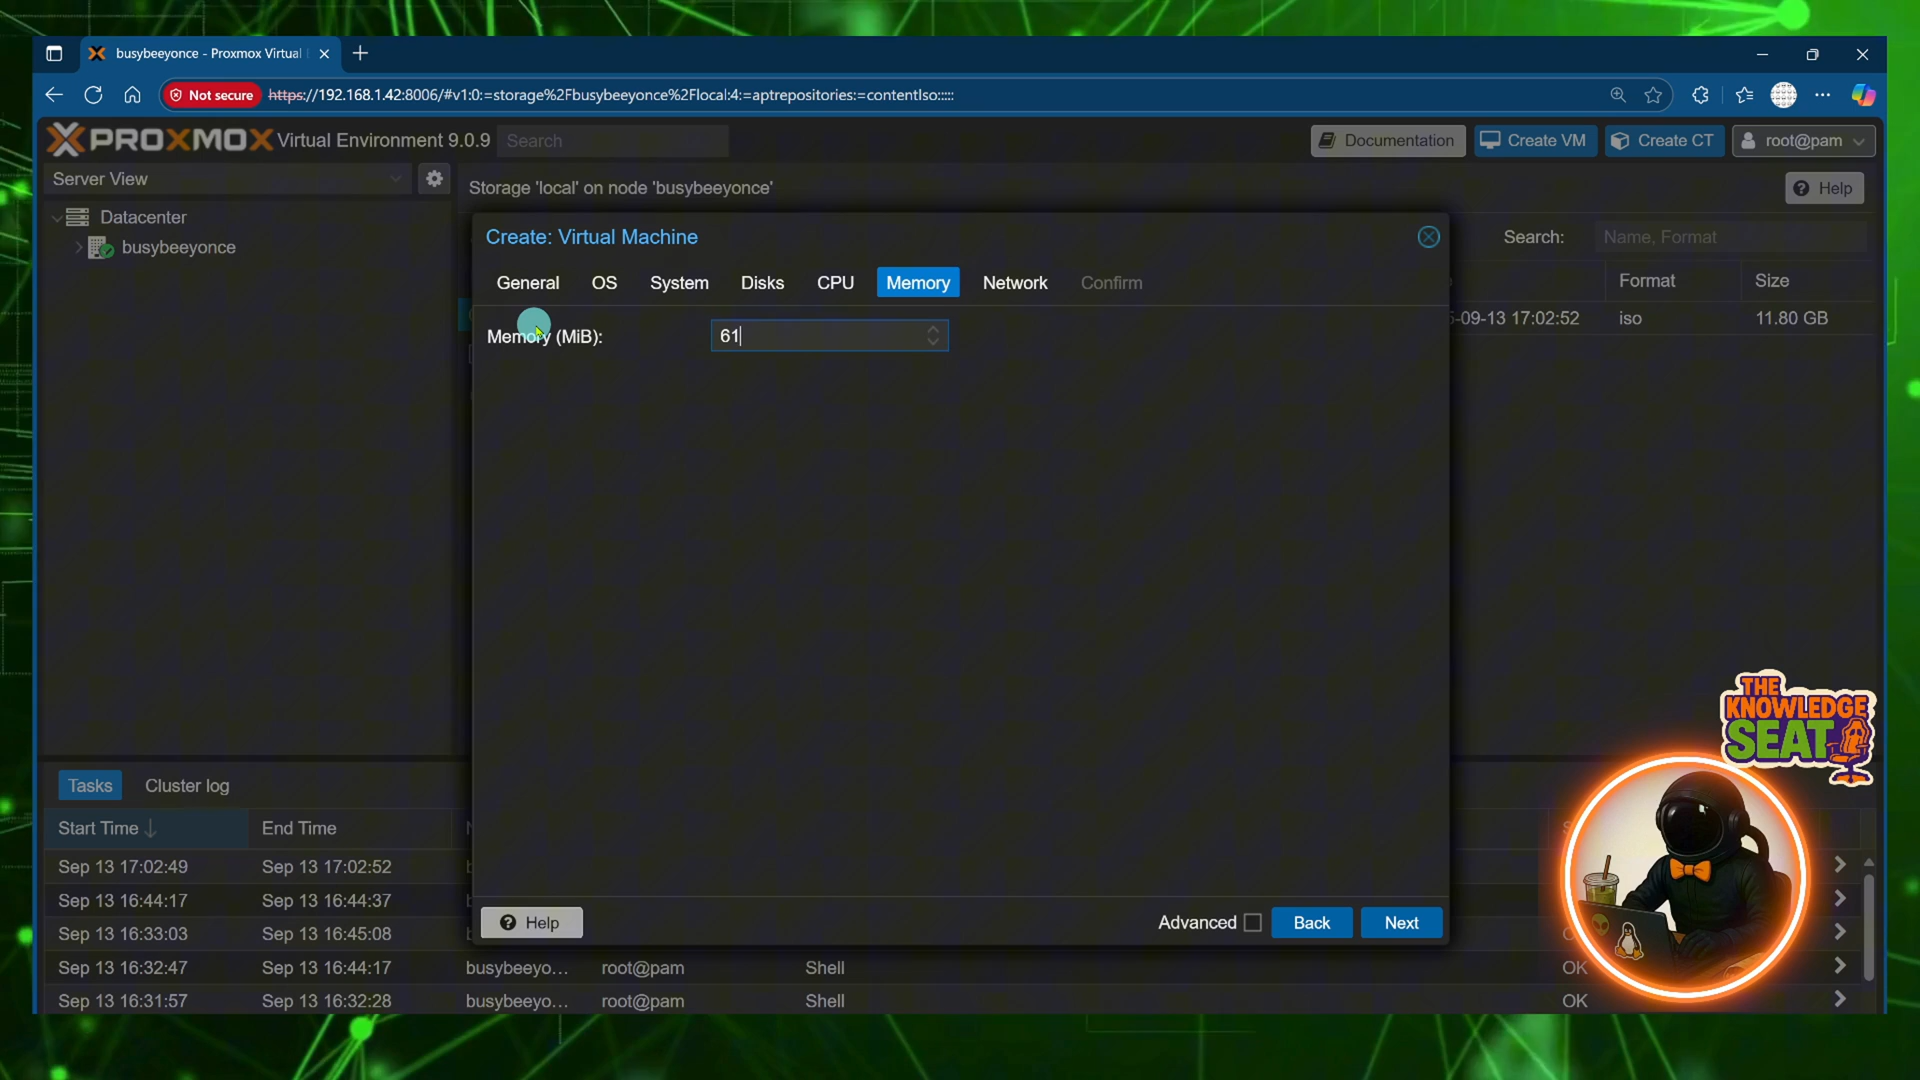 busybeeyonce - Proxmox Virtual
Not secure https://192.168.1.42:8006/#v1:0:=storage%2Fbusybeeyonce%2Flocal:4:=aptrepositories:=contentIso:::::
PROXMOX Virtual Environment 9.0.9 Search Documentation Create VM Create CT root@pam
Server View Storage 'local' on node 'busybeeyonce' Help
Datacenter
busybeeyonce
Create: Virtual Machine Search: Name, Format
General OS System Disks CPU Memory Network Confirm Format Size
Memory (MiB): 61 -09-13 17:02:52 iso 11.80 GB
THE
KNOWLEDGE
SEAT
Tasks Cluster log
Start Time End Time
Sep 13 17:02:49 Sep 13 17:02:52
Sep 13 16:44:17 Sep 13 16:44:37
Help Advanced Back Next
Sep 13 16:33:03 Sep 13 16:45:08
Sep 13 16:32:47 Sep 13 16:44:17 busybeeyo... root@pam Shell OK
Sep 13 16:31:57 Sep 13 16:32:28 busybeeyo... root@pam Shell OK